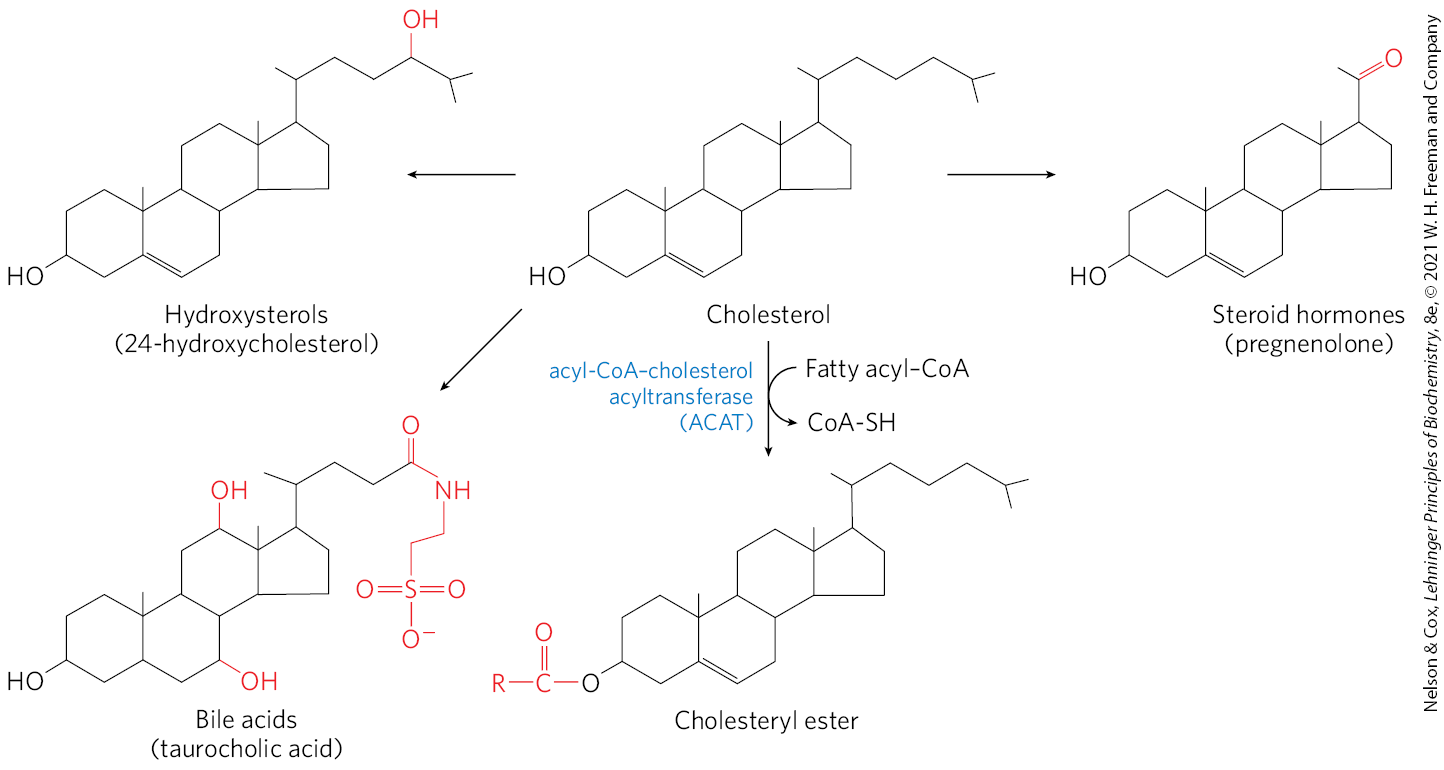 OH
HO
Hydroxysterols
(24-hydroxycholesterol)
HO
Cholesterol
O
HO
Steroid hormones
(pregnenolone)
acyl-CoA–cholesterol
acyltransferase
(ACAT)
Fatty acyl–CoA
CoA-SH
OH
O
NH
O=S=O
O−
HO
OH
Bile acids
(taurocholic acid)
O
R–C–O
Cholesteryl ester
Nelson & Cox, Lehninger Principles of Biochemistry, 8e, © 2021 W. H. Freeman and Company